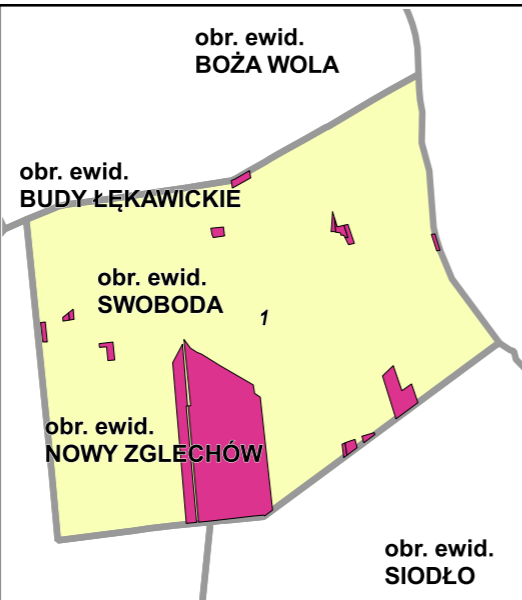 obr. ewid.
BOŻA WOLA
obr. ewid.
BUDY ŁĘKAWICKIE
obr. ewid.
SWOBODA
1
obr. ewid.
NOWY ZGLECHÓW
obr. ewid.
SIODŁO